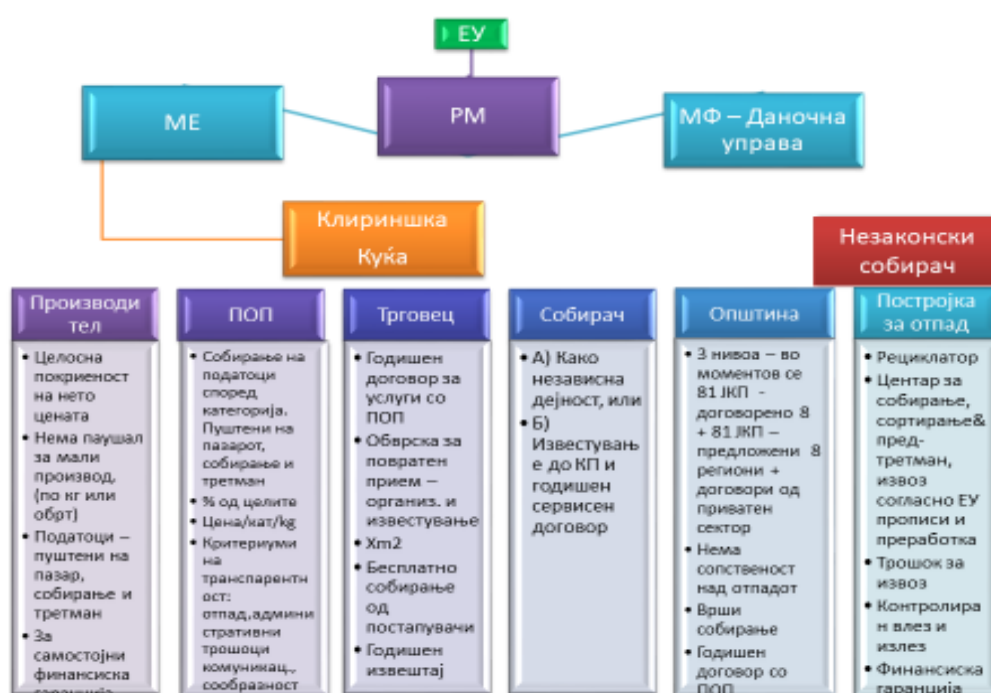 ЕУ
МЕ
РМ
МФ – Даночна
управа
Клириншка
Куќа
Незаконски
собирач
Производи
тел
• Целосна
покриеност
на нето
цената
• Нема паушал
за мали
производ.
(по кг или
обрт)
• Податоци –
пуштени на
пазар,
собирање и
третман
• За
самостојни
финансиска
гаранција
ПОП
• Собирање на
податоци
според
категорија.
Пуштени на
пазарот,
собирање и
третман
• % од целите
• Цена/кат/kg
• Критериуми
на
транспарентн
ост:
отпад,админи
стративни
трошоци
комуникац.,
сообразност
Трговец
• Годишен
договор за
услуги со
ПОП
• Обврска за
повратен
прием –
организ. и
известување
• Xm2
• Бесплатно
собирање
од
постапувачи
• Годишен
извештај
Собирач
• А) Како
независна
дејност, или
• Б)
Известувањ
е до КП и
годишен
сервисен
договор
Општина
• 3 нивоа – во
моментов се
81 ЈКП -
договорено 8
+ 81 ЈКП –
предложени 8
региони +
договори од
приватен
сектор
• Нема
сопственост
над отпадот
• Врши
собирање
• Годишен
договор со
ПОП
Постројка
за отпад
• Рециклатор
• Центар за
собирање,
сортирање&
пред-
третман,
извоз
согласно ЕУ
прописи и
преработка
• Трошок за
извоз
• Контролира
н влез и
излез
• Финансиска
гаранција